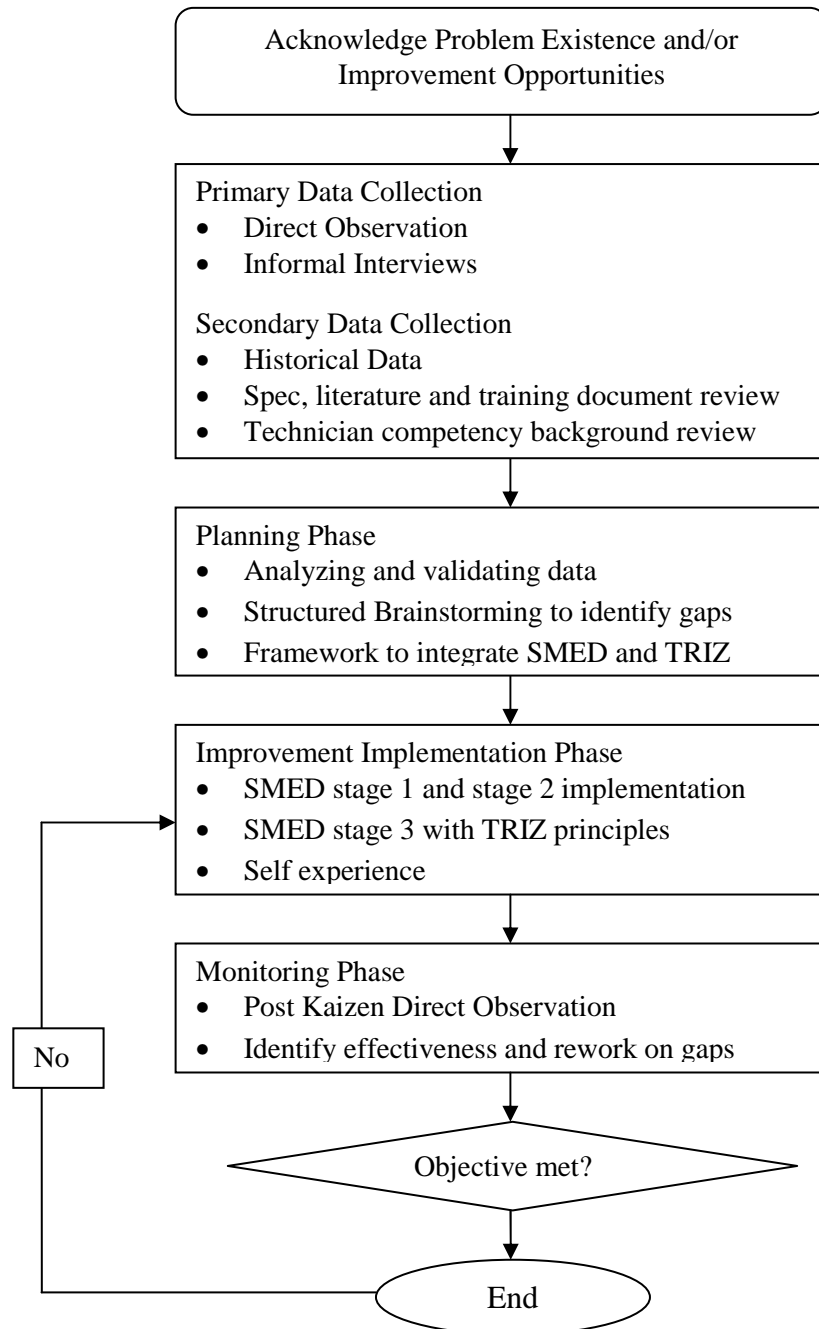 Acknowledge Problem Existence and/or
Improvement Opportunities
Primary Data Collection
• Direct Observation
• Informal Interviews
Secondary Data Collection
• Historical Data
• Spec, literature and training document review
• Technician competency background review
Planning Phase
• Analyzing and validating data
• Structured Brainstorming to identify gaps
• Framework to integrate SMED and TRIZ
Improvement Implementation Phase
• SMED stage 1 and stage 2 implementation
• SMED stage 3 with TRIZ principles
• Self experience
Monitoring Phase
• Post Kaizen Direct Observation
• Identify effectiveness and rework on gaps
No
Objective met?
End